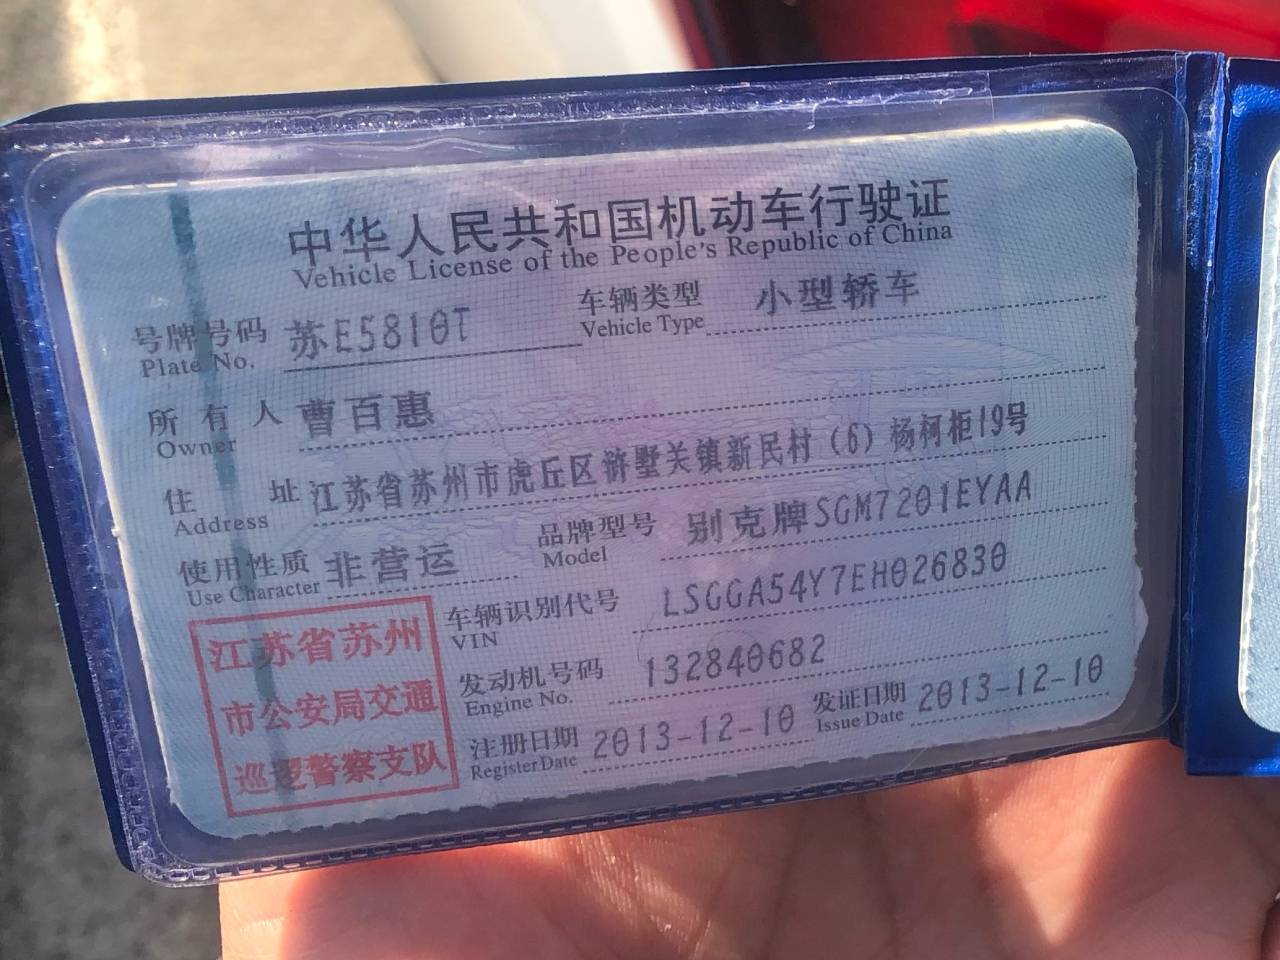 中华人民共和国机动车行驶证
Vehicle License of the People's Republic of China
号牌号码 苏E5810T 车辆类型 小型轿车
Plate No. Vehicle Type
所有人 曹百惠
Owner
住址 江苏省苏州市虎丘区浒墅关镇新民村(6)杨柯柜19号
Address
使用性质 非营运 品牌型号 别克牌SGM7201EYAA
Use Character Model
车辆识别代号 LSGGA54Y7EH026830
VIN
发动机号码 132840682
Engine No.
注册日期 2013-12-10 发证日期 2013-12-10
Register Date Issue Date
江苏省苏州
市公安局交通
巡逻警察支队